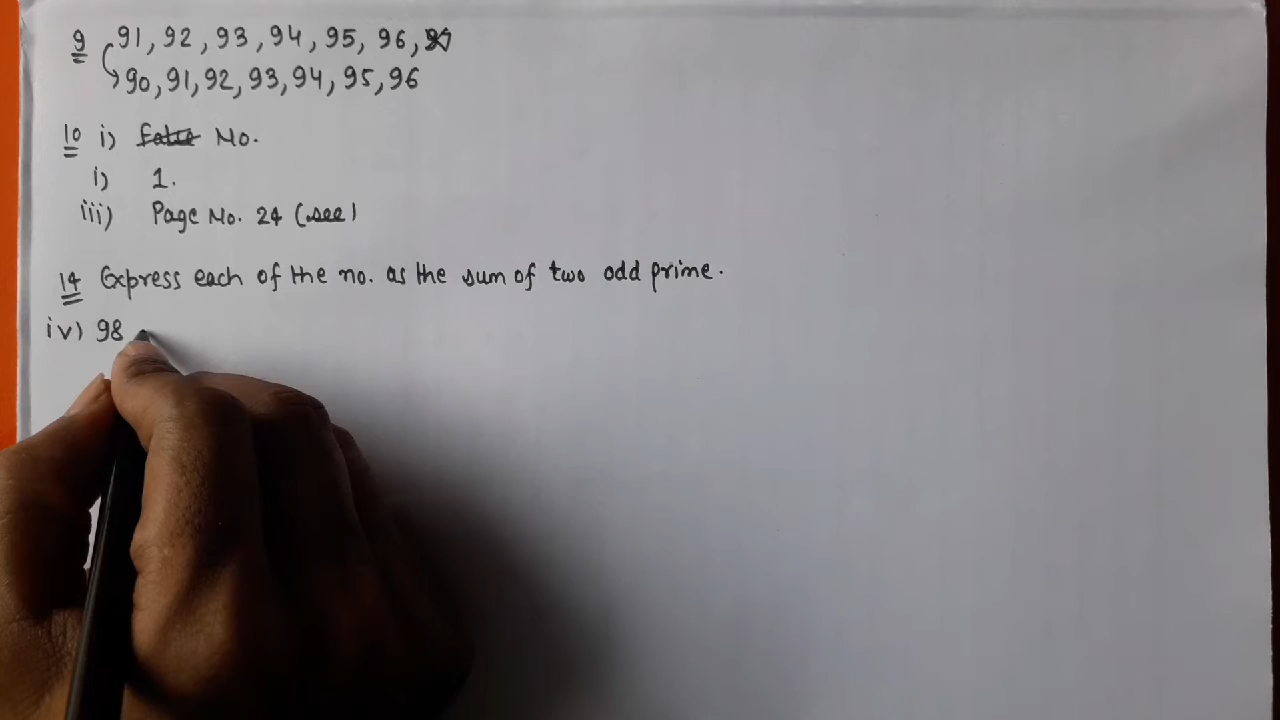 9 91, 92, 93, 94, 95, 96, 97
90, 91, 92, 93, 94, 95, 96
10 i) False No.
i) 1.
iii) Page No. 24 (see)
14 Express each of the no. as the sum of two odd prime.
iv) 98